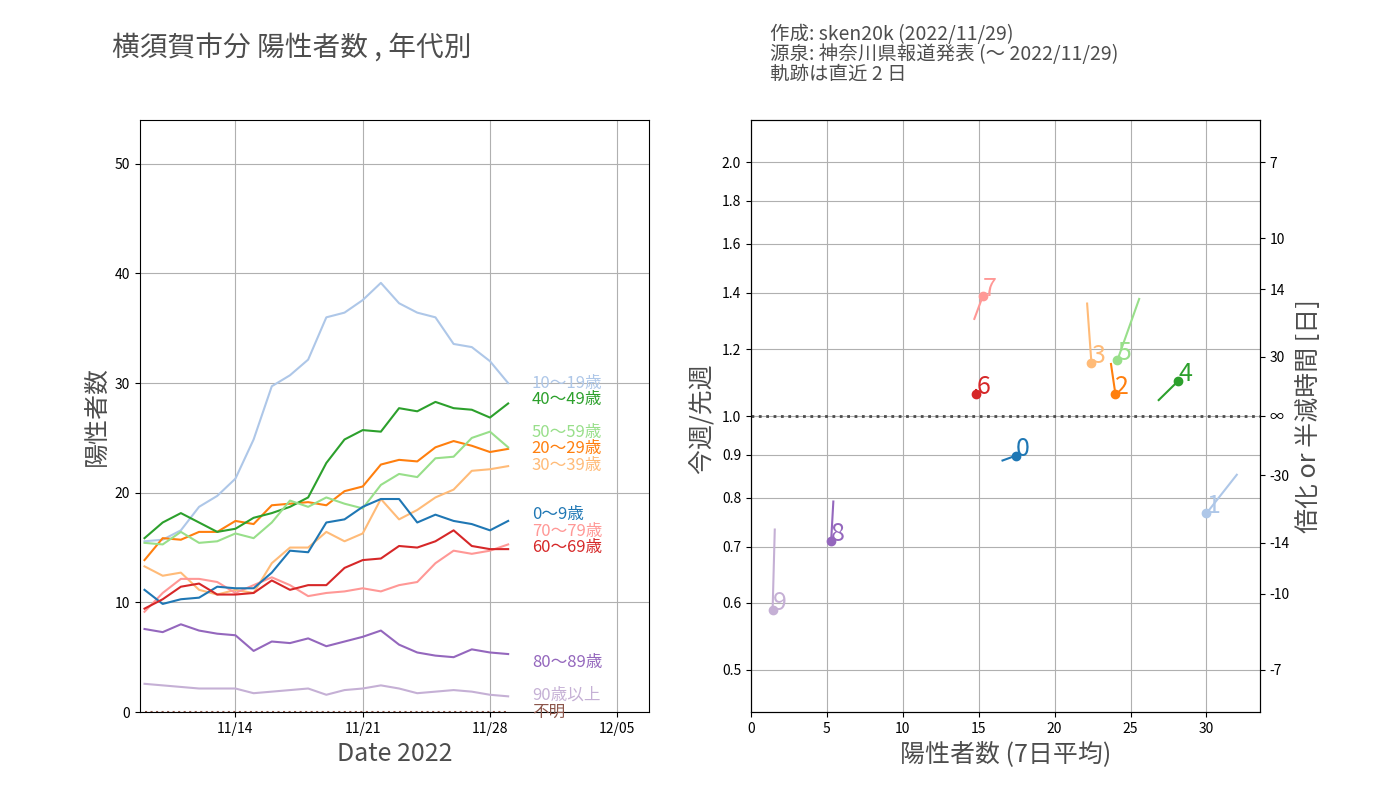 横須賀市分 陽性者数 , 年代別
作成: sken20k (2022/11/29)
源泉: 神奈川県報道発表 (〜 2022/11/29)
軌跡は直近 2 日
陽性者数
50
40
30
20
10
0
11/14
11/21
11/28
12/05
Date 2022
10〜19歳
40〜49歳
50〜59歳
20〜29歳
30〜39歳
0〜9歳
70〜79歳
60〜69歳
80〜89歳
90歳以上
不明
今週/先週
2.0
1.8
1.6
1.4
1.2
1.0
0.9
0.8
0.7
0.6
0.5
7
3
5
2
4
6
0
1
8
9
0
5
10
15
20
25
30
陽性者数 (7日平均)
7
10
14
30
∞
-30
-14
-10
-7
倍化 or 半減時間 [日]